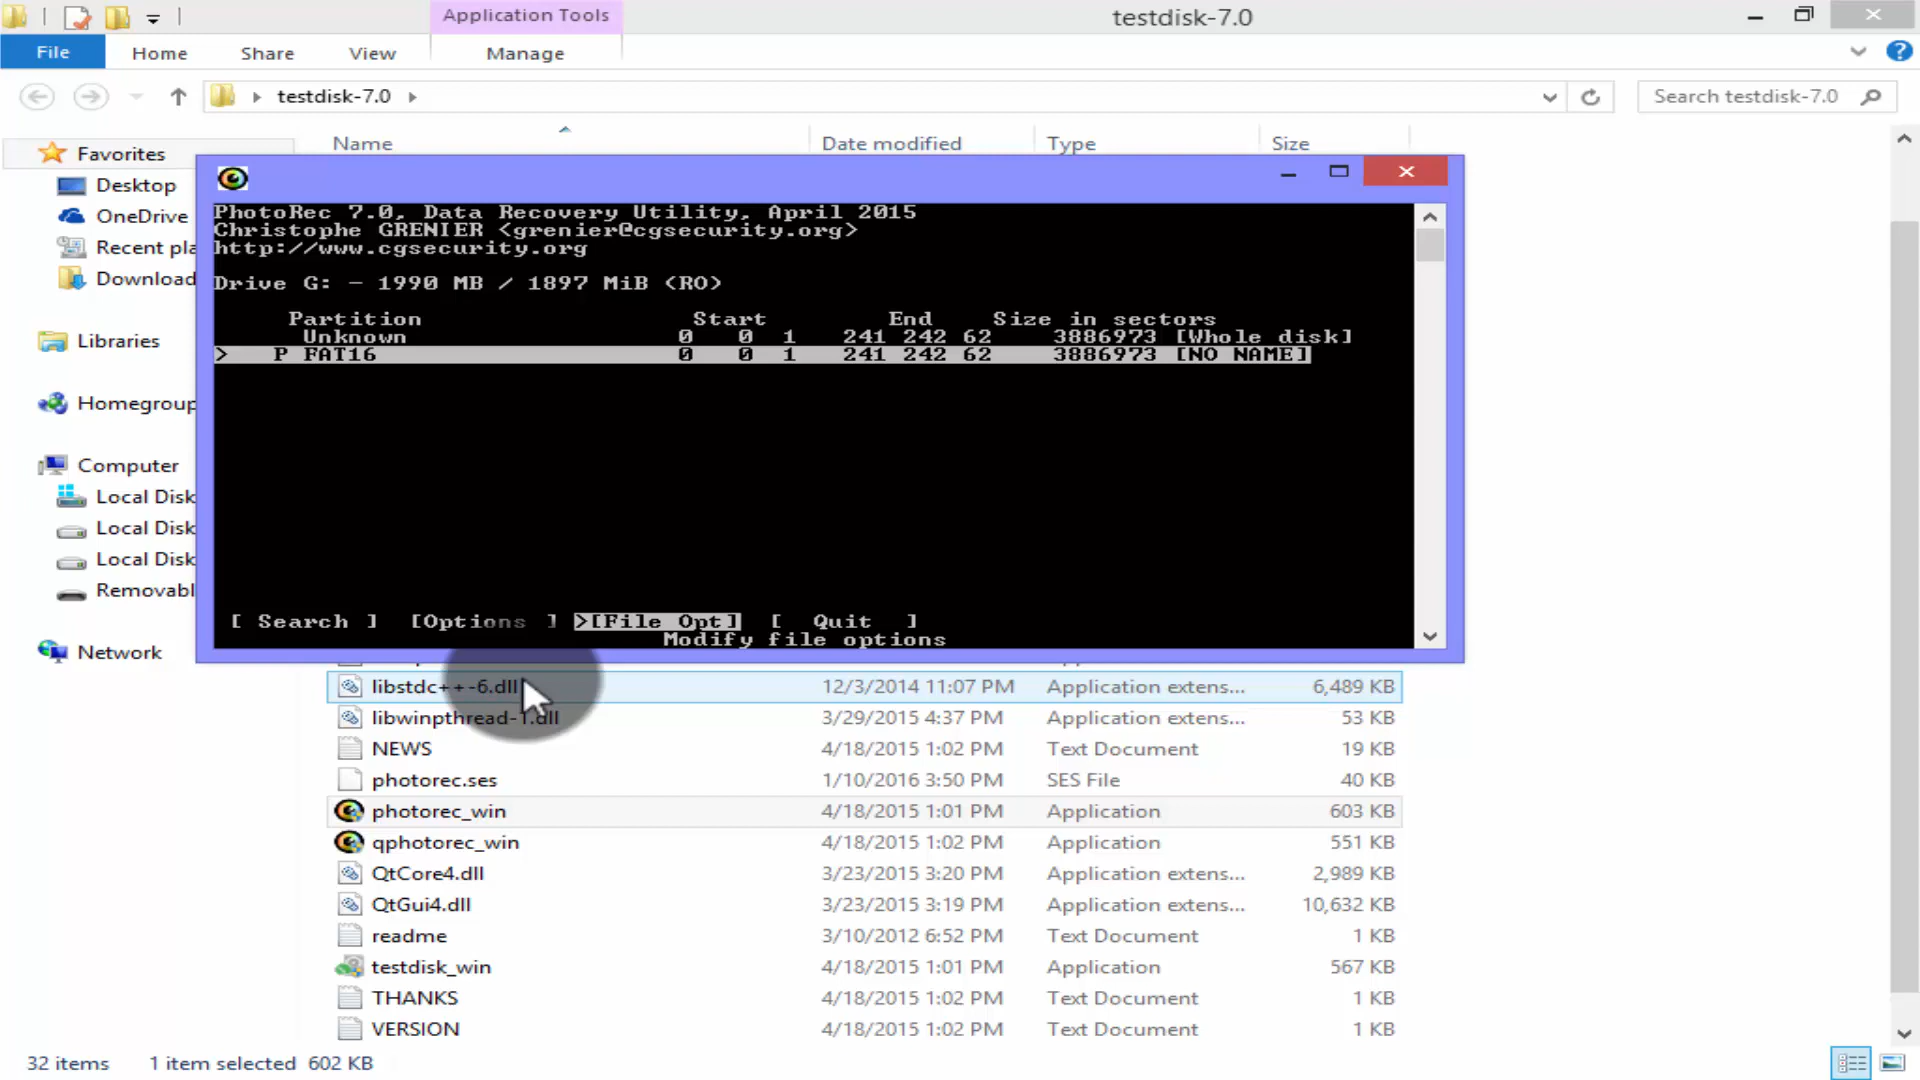 Application Tools
testdisk-7.0
File Home Share View Manage
testdisk-7.0
Search testdisk-7.0
Name Date modified Type Size
Favorites
Desktop
OneDrive
Recent pla
Download
Libraries
Homegroup
Computer
Local Disk
Local Disk
Local Disk
Removabl
Network
PhotoRec 7.0, Data Recovery Utility, April 2015
Christophe GRENIER <grenier@cgsecurity.org>
http://www.cgsecurity.org
Drive G: - 1990 MB / 1897 MiB (RO)
Partition Start End Size in sectors
Unknown 0 0 1 241 242 62 3886973 [Whole disk]
> P FAT16 0 0 1 241 242 62 3886973 [NO NAME]
[ Search ] [Options ] >[File Opt] [ Quit ]
Modify file options
libstdc++-6.dll 12/3/2014 11:07 PM Application extens... 6,489 KB
libwinpthread-1.dll 3/29/2015 4:37 PM Application extens... 53 KB
NEWS 4/18/2015 1:02 PM Text Document 19 KB
photorec.ses 1/10/2016 3:50 PM SES File 40 KB
photorec_win 4/18/2015 1:01 PM Application 603 KB
qphotorec_win 4/18/2015 1:02 PM Application 551 KB
QtCore4.dll 3/23/2015 3:20 PM Application extens... 2,989 KB
QtGui4.dll 3/23/2015 3:19 PM Application extens... 10,632 KB
readme 3/10/2012 6:52 PM Text Document 1 KB
testdisk_win 4/18/2015 1:01 PM Application 567 KB
THANKS 4/18/2015 1:02 PM Text Document 1 KB
VERSION 4/18/2015 1:02 PM Text Document 1 KB
32 items 1 item selected 602 KB